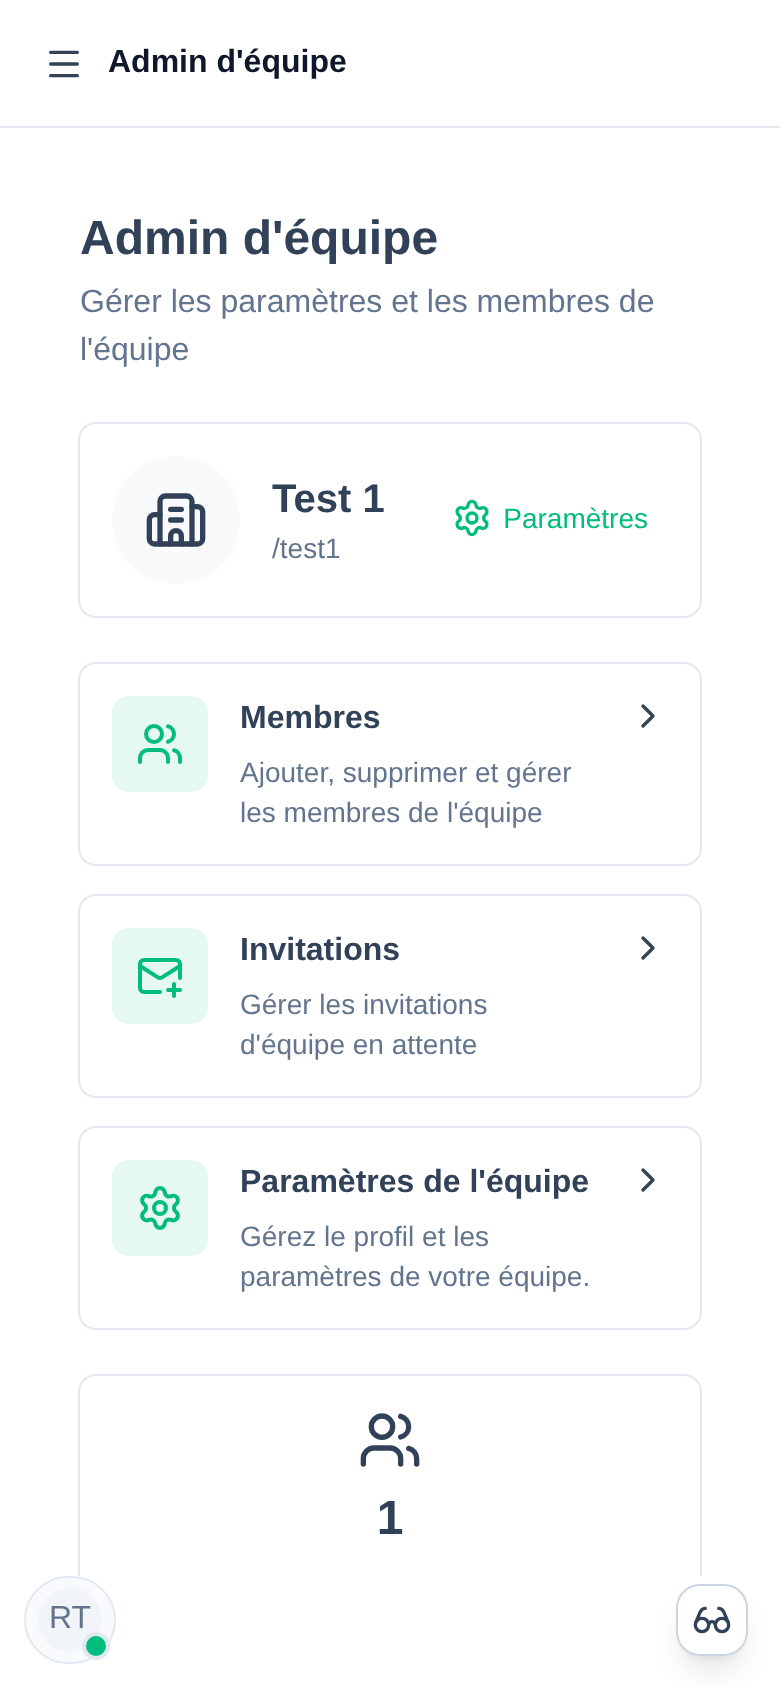 Admin d'équipe
Admin d'équipe
Gérer les paramètres et les membres de
l'équipe
Test 1
/test1
Paramètres
Membres
Ajouter, supprimer et gérer
les membres de l'équipe
Invitations
Gérer les invitations
d'équipe en attente
Paramètres de l'équipe
Gérez le profil et les
paramètres de votre équipe.
1
RT